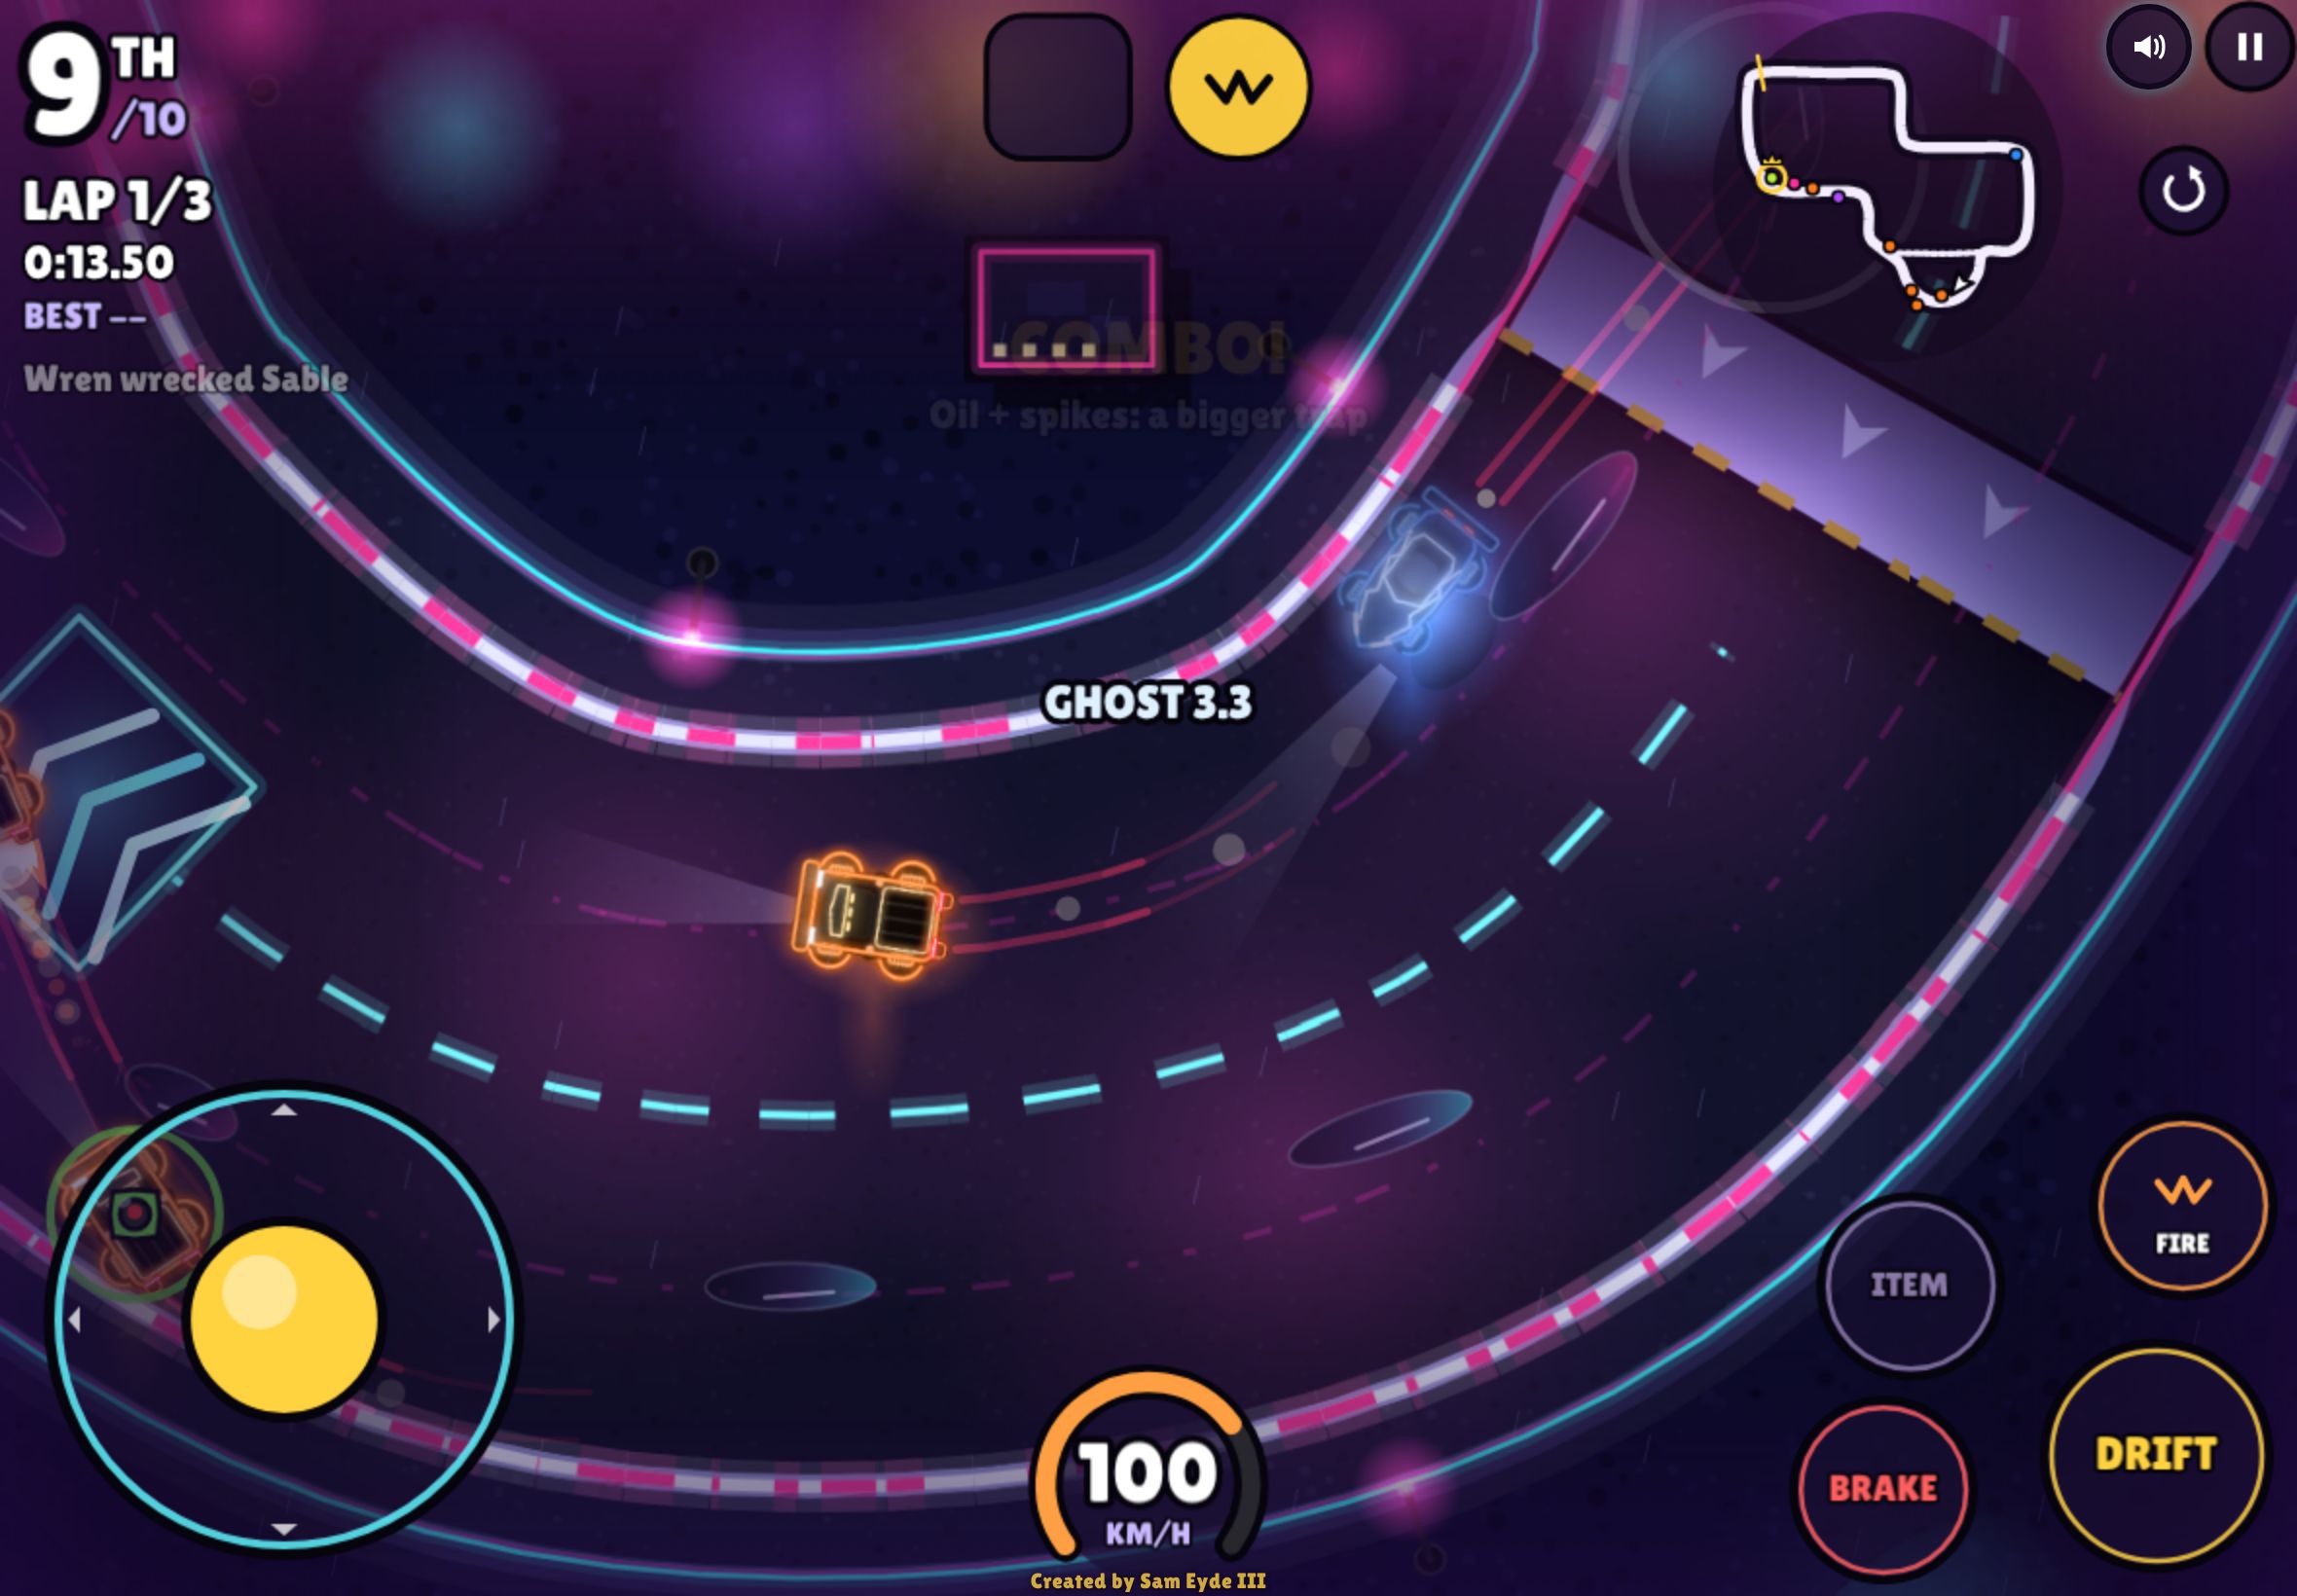 9TH
/10
LAP 1/3
0:13.50
BEST --
Wren wrecked Sable
COMBO!
Oil + spikes: a bigger trap
GHOST 3.3
FIRE
ITEM
BRAKE
DRIFT
100
KM/H
Created by Sam Eyde III